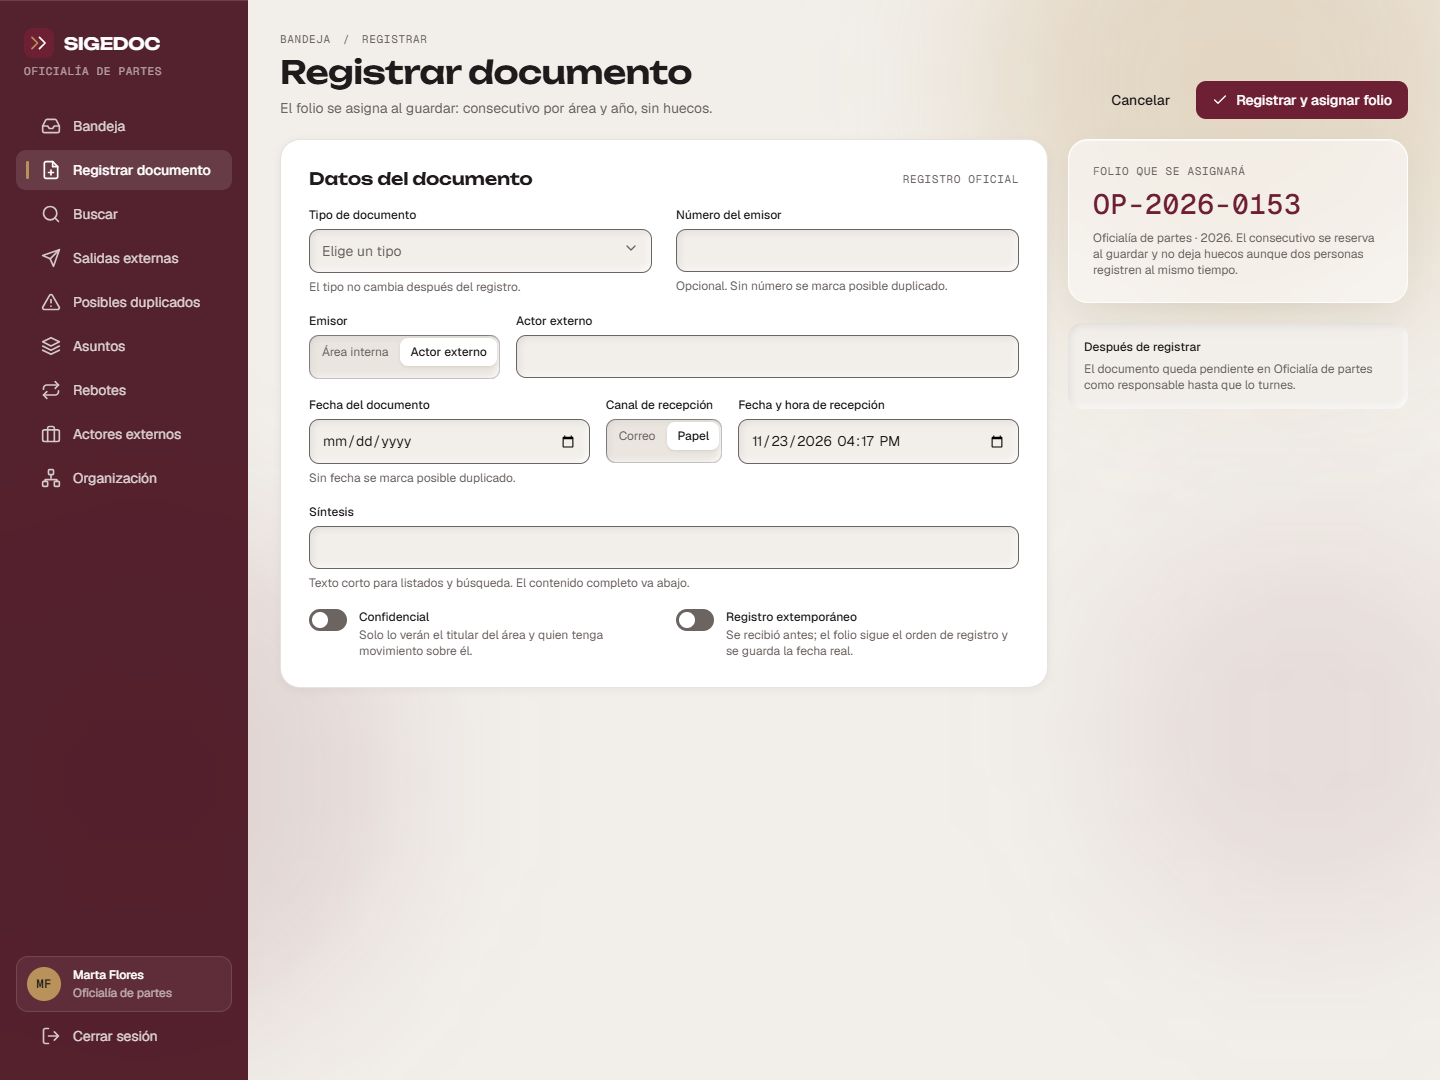 SIGEDOC
OFICIALÍA DE PARTES
Bandeja
Registrar documento
Buscar
Salidas externas
Posibles duplicados
Asuntos
Rebotes
Actores externos
Organización
MF
Marta Flores
Oficialía de partes
Cerrar sesión
BANDEJA / REGISTRAR
Registrar documento
El folio se asigna al guardar: consecutivo por área y año, sin huecos.
Cancelar
Registrar y asignar folio
Datos del documento
REGISTRO OFICIAL
Tipo de documento
Número del emisor
Elige un tipo
El tipo no cambia después del registro.
Opcional. Sin número se marca posible duplicado.
Emisor
Actor externo
Área interna
Actor externo
Fecha del documento
Canal de recepción
Fecha y hora de recepción
mm/dd/yyyy
Correo
Papel
11/23/2026 04:17 PM
Sin fecha se marca posible duplicado.
Síntesis
Texto corto para listados y búsqueda. El contenido completo va abajo.
Confidencial
Solo lo verán el titular del área y quien tenga
movimiento sobre él.
Registro extemporáneo
Se recibió antes; el folio sigue el orden de registro y
se guarda la fecha real.
FOLIO QUE SE ASIGNARÁ
OP-2026-0153
Oficialía de partes · 2026. El consecutivo se reserva
al guardar y no deja huecos aunque dos personas
registren al mismo tiempo.
Después de registrar
El documento queda pendiente en Oficialía de partes
como responsable hasta que lo turnes.